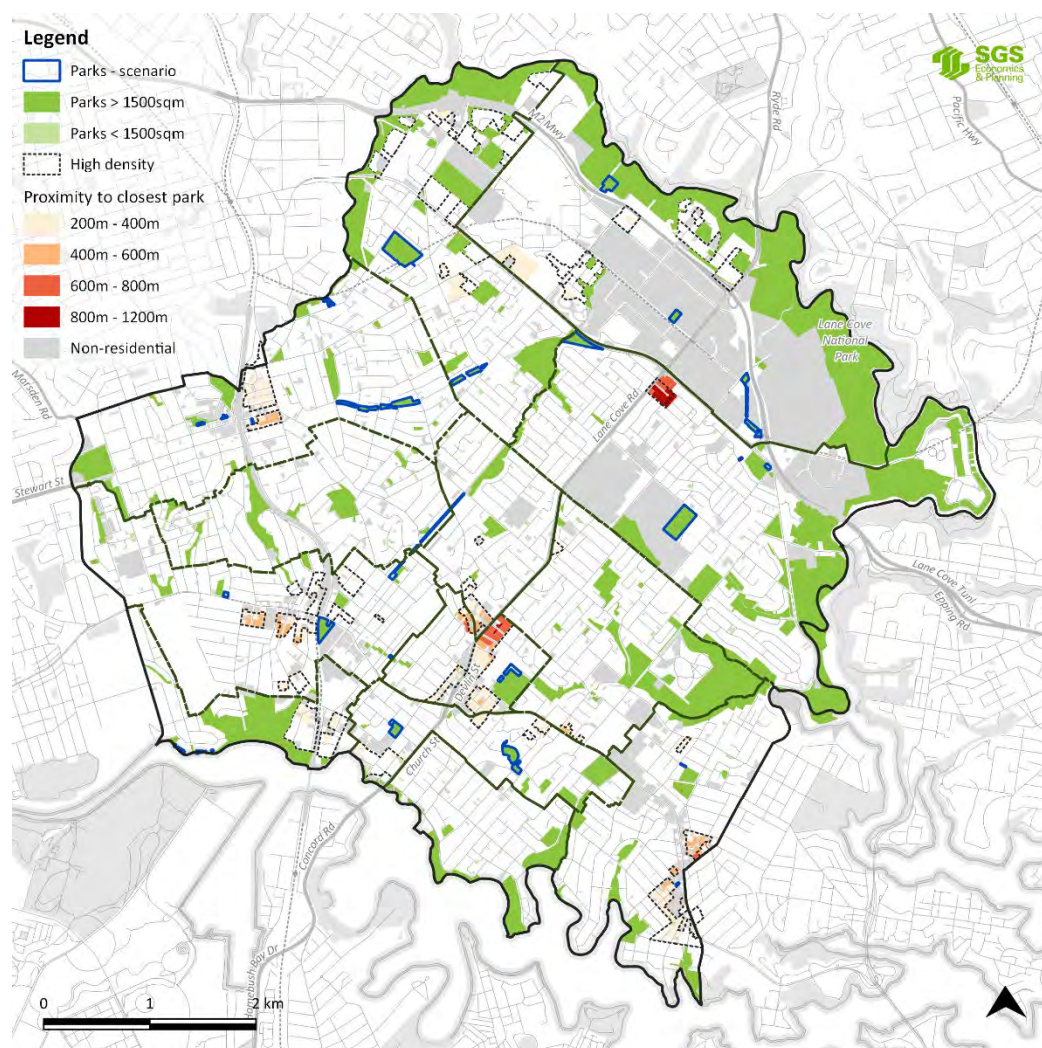 Legend
Parks - scenario
Parks > 1500sqm
Parks < 1500sqm
High density
Proximity to closest park
200m - 400m
400m - 600m
600m - 800m
800m - 1200m
Non-residential
SGS
Economics
& Planning
M2 Mwy
Ryde Rd
Pacific Hwy
Lane Cove
National
Park
Marsden Rd
Lane Cove Rd
Stewart St
Lane Cove Tunl
Epping Rd
Devlin St
Church St
Concord Rd
Homebush Bay Dr
0 1 2 km